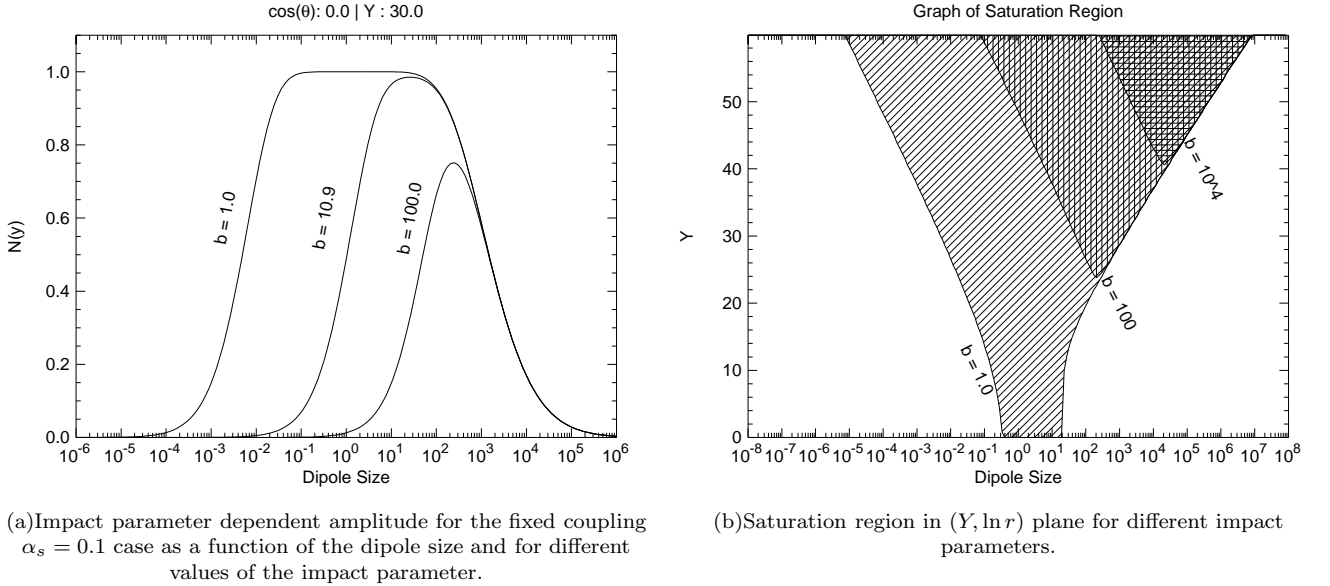 cos(θ): 0.0 | Y : 30.0
N(y)
1.0
0.8
0.6
0.4
0.2
0.0
b = 1.0
b = 10.9
b = 100.0
10^-6 10^-5 10^-4 10^-3 10^-2 10^-1 10^0 10^1 10^2 10^3 10^4 10^5 10^6
Dipole Size
(a)Impact parameter dependent amplitude for the fixed coupling
α_s = 0.1 case as a function of the dipole size and for different
values of the impact parameter.
Graph of Saturation Region
Y
50
40
30
20
10
0
b = 1.0
b = 100
b = 10^4
10^-8 10^-7 10^-6 10^-5 10^-4 10^-3 10^-2 10^-1 10^0 10^1 10^2 10^3 10^4 10^5 10^6 10^7 10^8
Dipole Size
(b)Saturation region in (Y, ln r) plane for different impact
parameters.